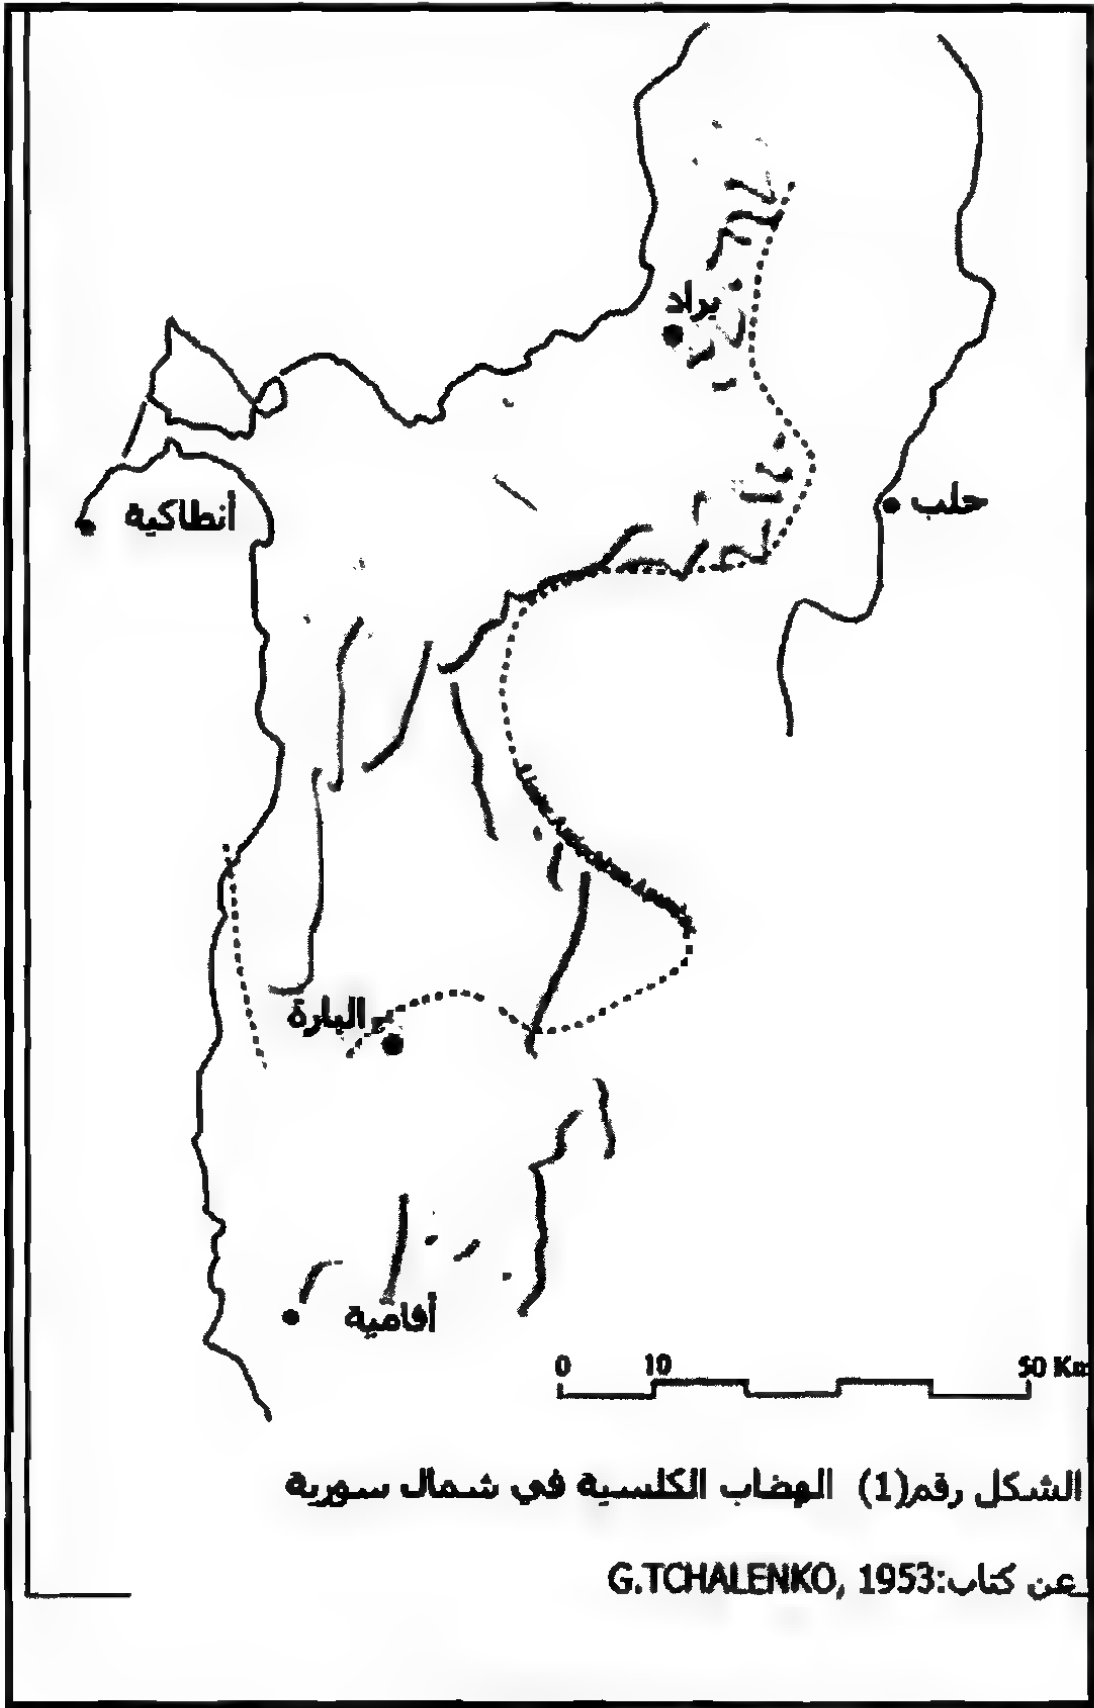 براد
أنطاكية
حلب
البارة
أفامية
0 10 50 Km
الشكل رقم(1) الهضاب الكلسية في شمال سورية
عن كتاب:G.TCHALENKO, 1953